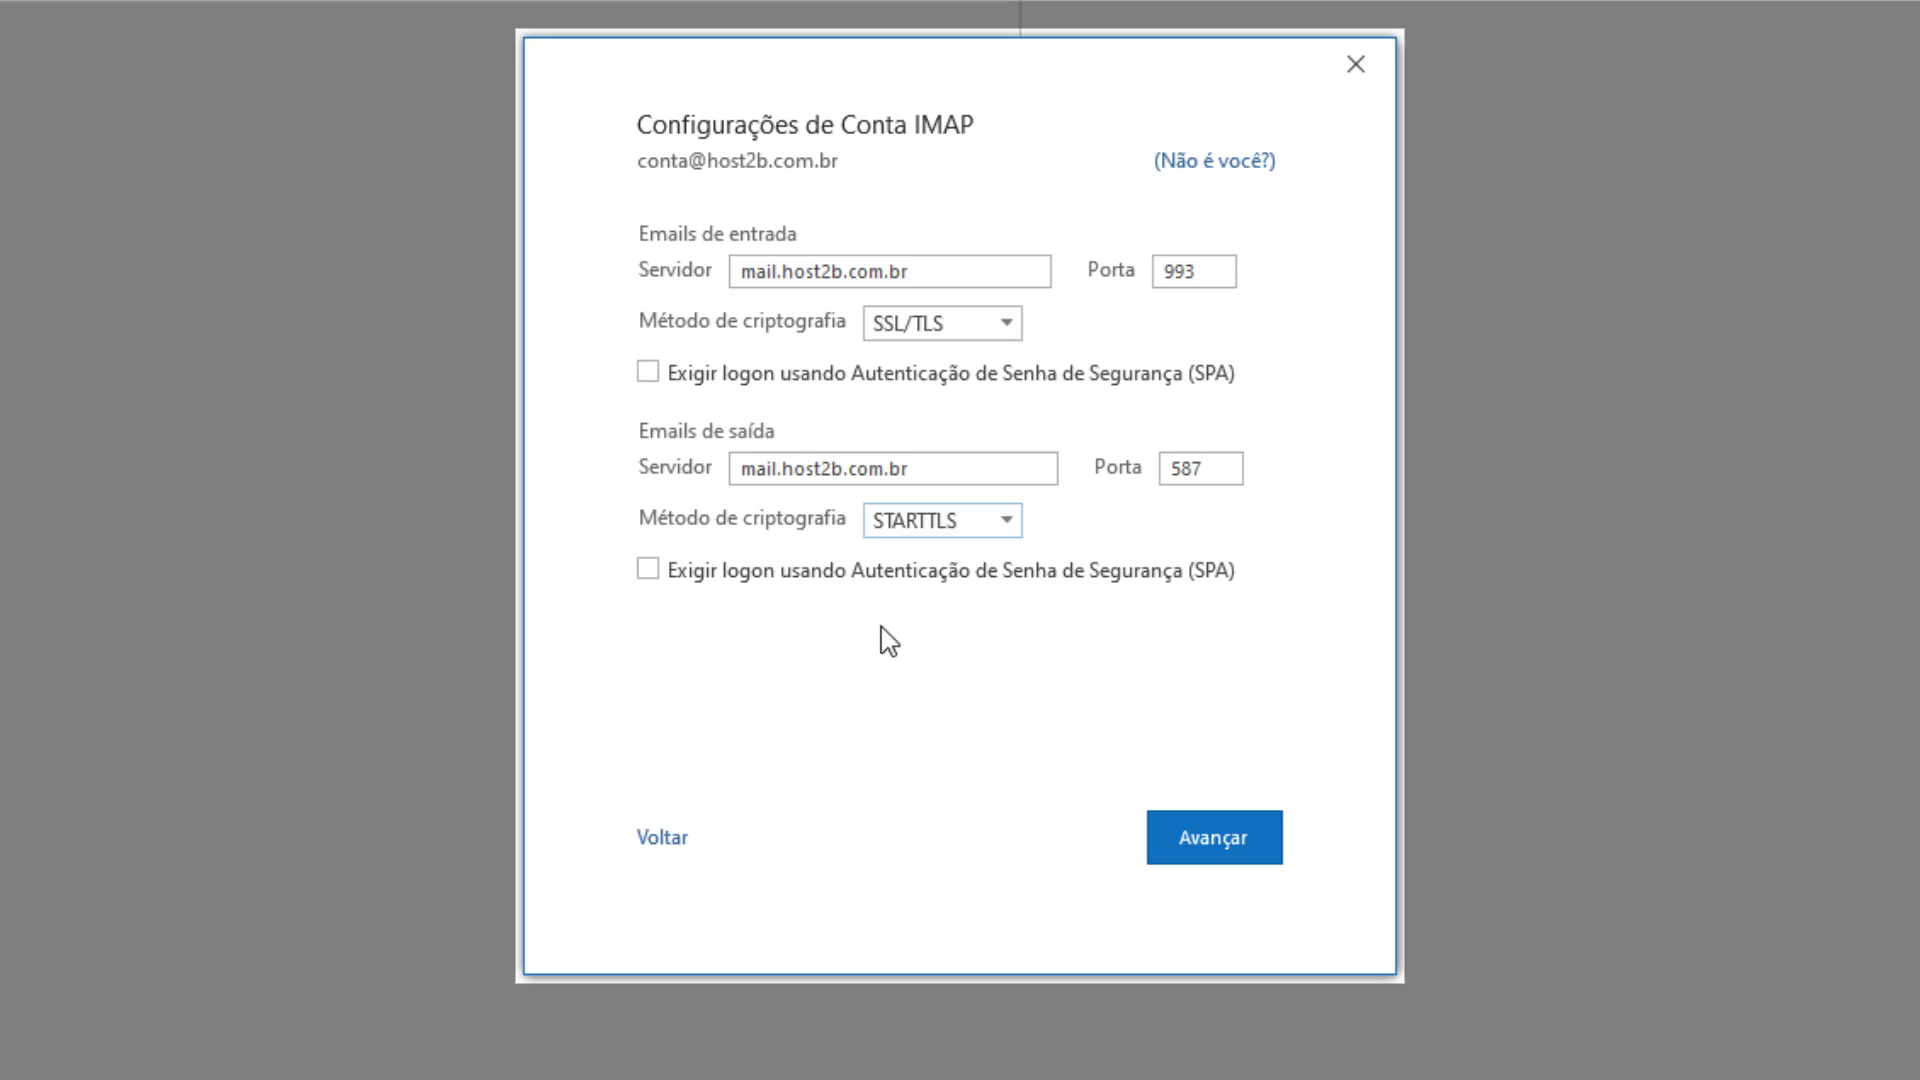 Configurações de Conta IMAP
conta@host2b.com.br (Não é você?)
Emails de entrada
Servidor mail.host2b.com.br Porta 993
Método de criptografia SSL/TLS
Exigir logon usando Autenticação de Senha de Segurança (SPA)
Emails de saída
Servidor mail.host2b.com.br Porta 587
Método de criptografia STARTTLS
Exigir logon usando Autenticação de Senha de Segurança (SPA)
Voltar Avançar